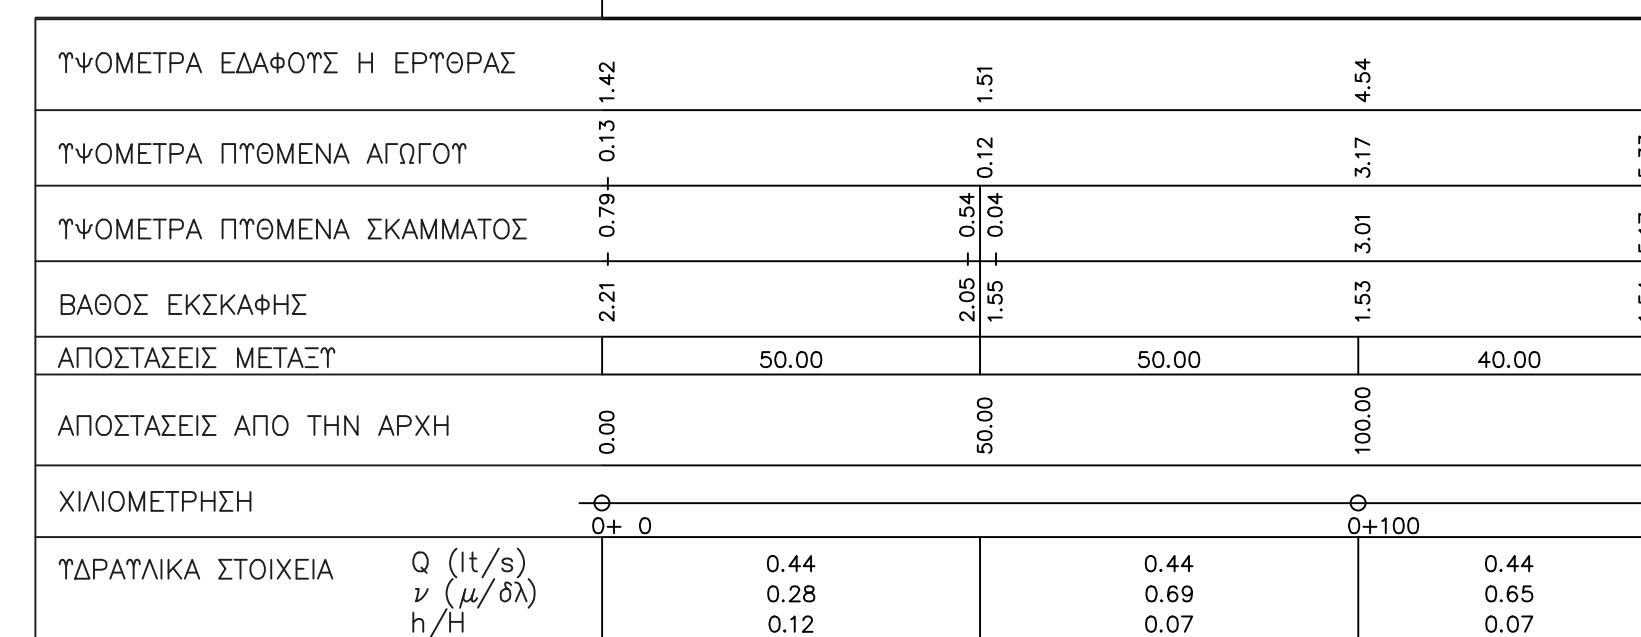 ΥΨΟΜΕΤΡΑ ΕΔΑΦΟΥΣ Η ΕΡΥΘΡΑΣ 1.42 1.51 4.54
ΥΨΟΜΕΤΡΑ ΠΥΘΜΕΝΑ ΑΓΩΓΟΥ – 0.13 0.12 3.17
ΥΨΟΜΕΤΡΑ ΠΥΘΜΕΝΑ ΣΚΑΜΜΑΤΟΣ – 0.79 – 0.54 – 0.04 3.01
ΒΑΘΟΣ ΕΚΣΚΑΦΗΣ 2.21 2.05 1.55 1.53
ΑΠΟΣΤΑΣΕΙΣ ΜΕΤΑΞΥ 50.00 50.00 40.00
ΑΠΟΣΤΑΣΕΙΣ ΑΠΟ ΤΗΝ ΑΡΧΗ 0.00 50.00 100.00
ΧΙΛΙΟΜΕΤΡΗΣΗ
0+ 0 0+100
ΥΔΡΑΥΛΙΚΑ ΣΤΟΙΧΕΙΑ Q (lt/s) 0.44 0.44 0.44
ν (μ/δλ) 0.28 0.69 0.65
h/H 0.12 0.07 0.07